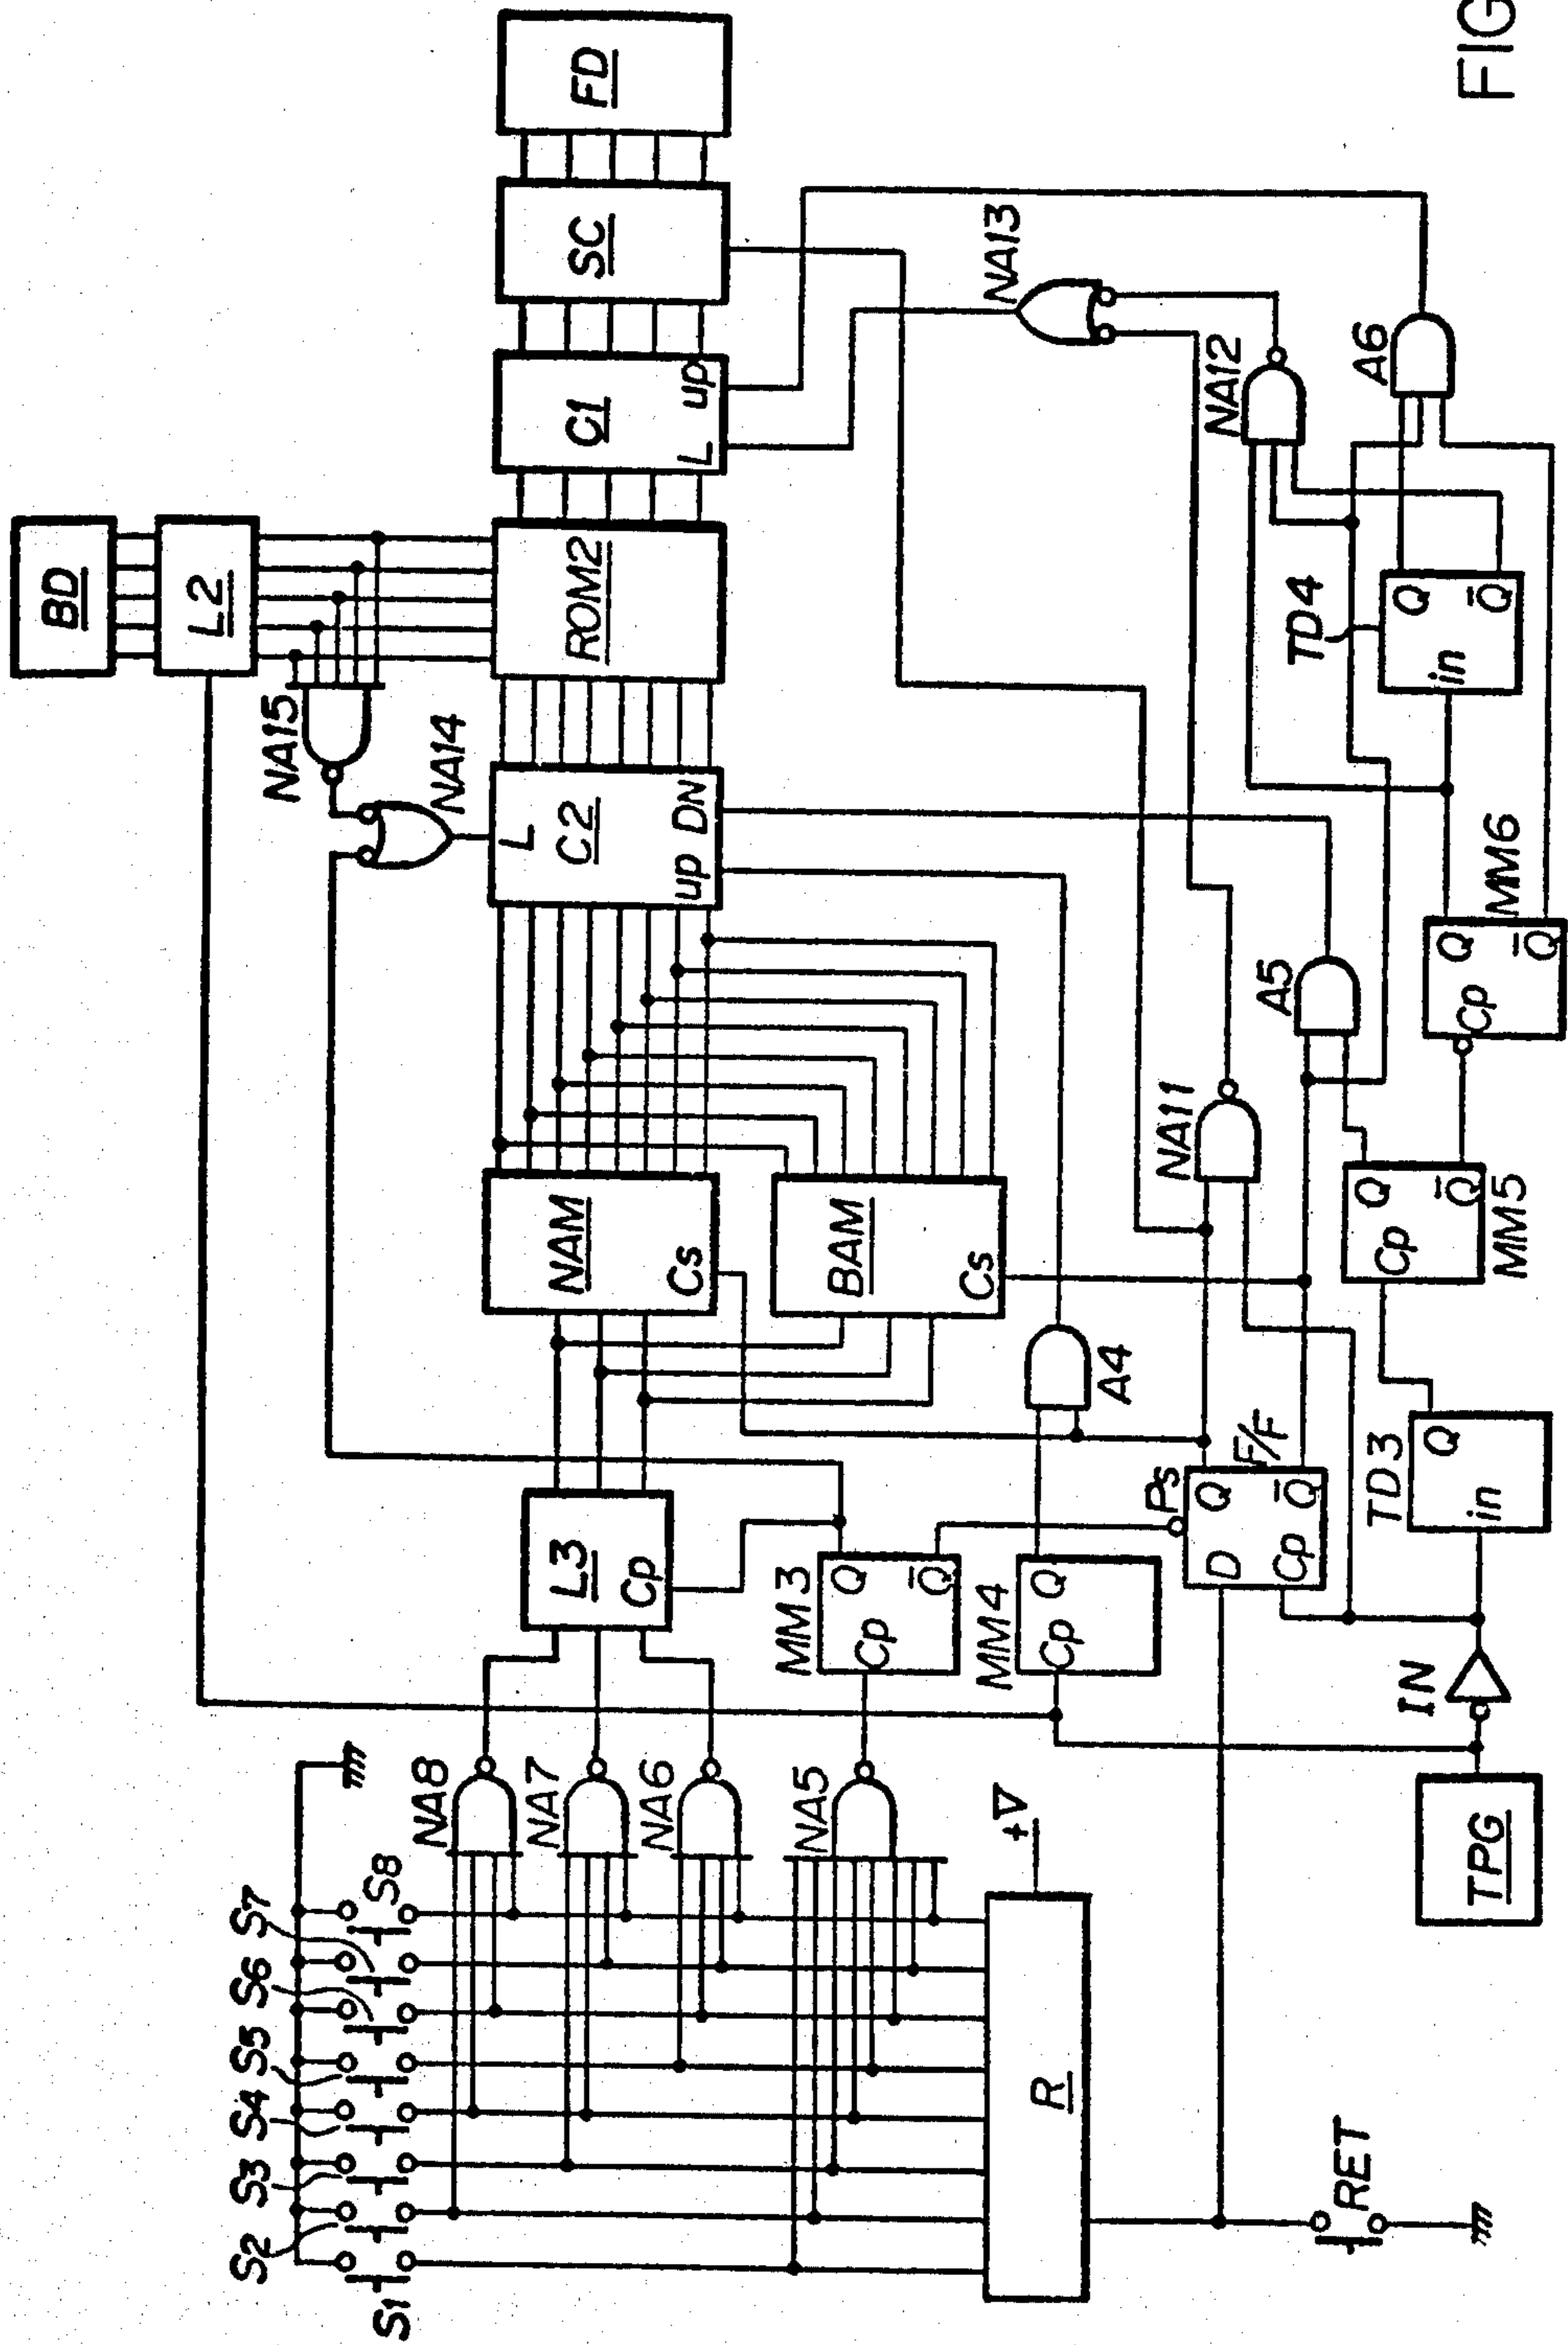 FD
SC
C1
L
up
BD
L2
ROM2
NA15
NA14
L
C2
up
DN
NA13
NA12
A6
TD4
Q
in
Q̅
MM6
Q
Cp
Q̅
A5
NA11
NAM
Cs
BAM
Cs
A4
MM5
Q
Cp
Q̅
F/F
Ps
Q
D
Q̅
Cp
TD3
Q
in
L3
Cp
MM3
Q
Cp
Q̅
MM4
Q
Cp
IN
NA8
NA7
NA6
NA5
+V
TPG
S8
S7
S6
S5
S4
S3
S2
S1
R
RET
FIG